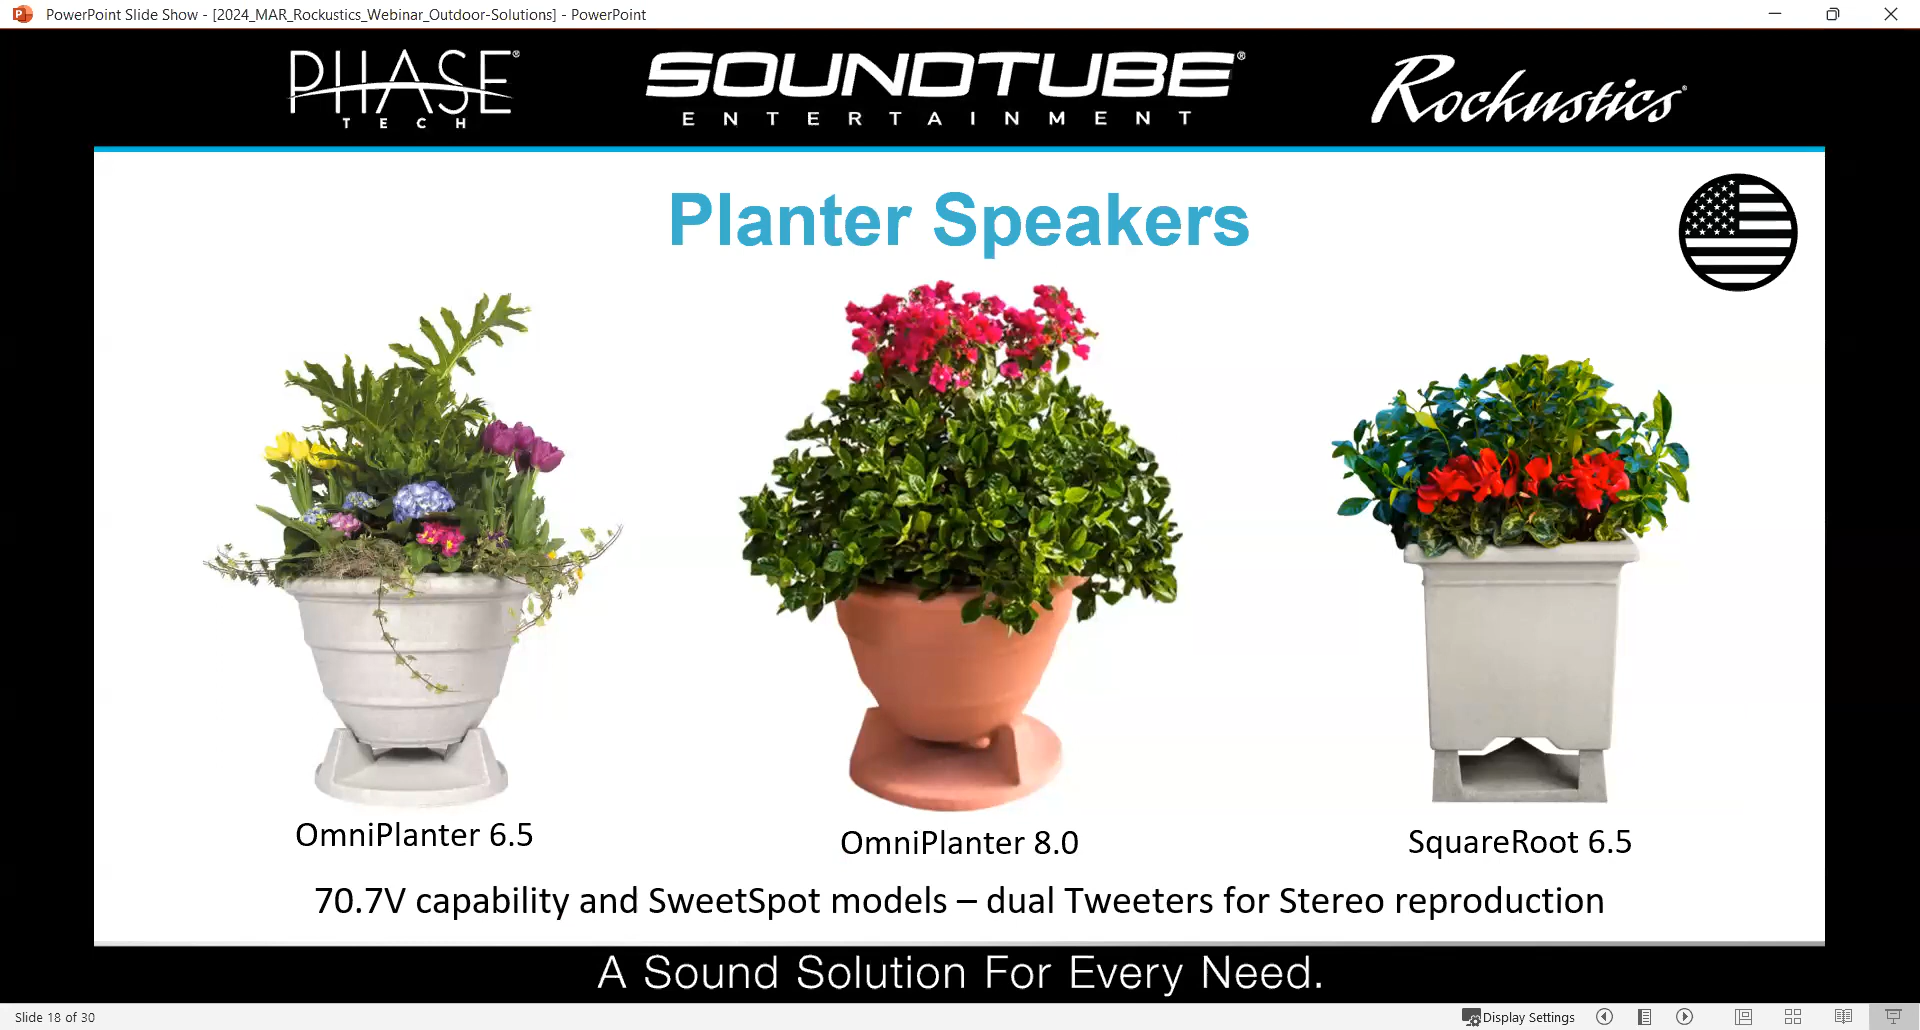 PowerPoint Slide Show - [2024_MAR_Rockustics_Webinar_Outdoor-Solutions] - PowerPoint
PHASE®
TECH
SOUNDTUBE®
ENTERTAINMENT
Rockustics®
Planter Speakers
OmniPlanter 6.5
OmniPlanter 8.0
SquareRoot 6.5
70.7V capability and SweetSpot models – dual Tweeters for Stereo reproduction
A Sound Solution For Every Need.
Slide 18 of 30
Display Settings